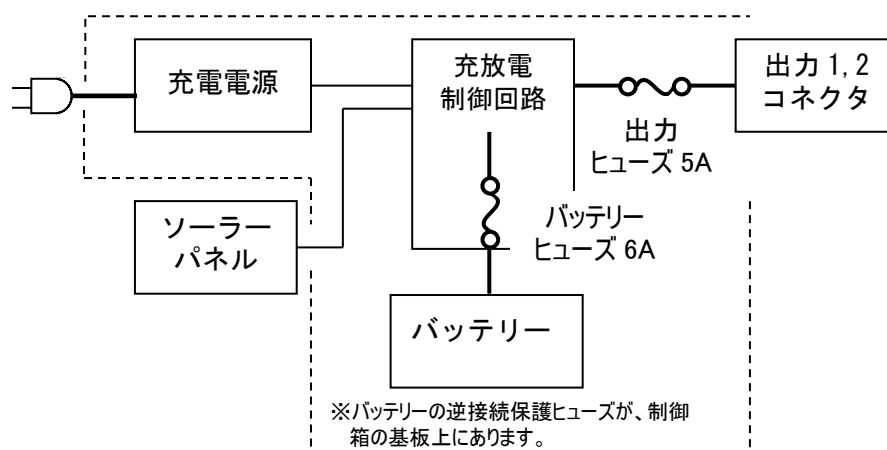 充電電源
充放電
制御回路
出力 1, 2
コネクタ
出力
ヒューズ 5A
ソーラー
パネル
バッテリー
ヒューズ 6A
バッテリー
※バッテリーの逆接続保護ヒューズが、制御
箱の基板上にあります。